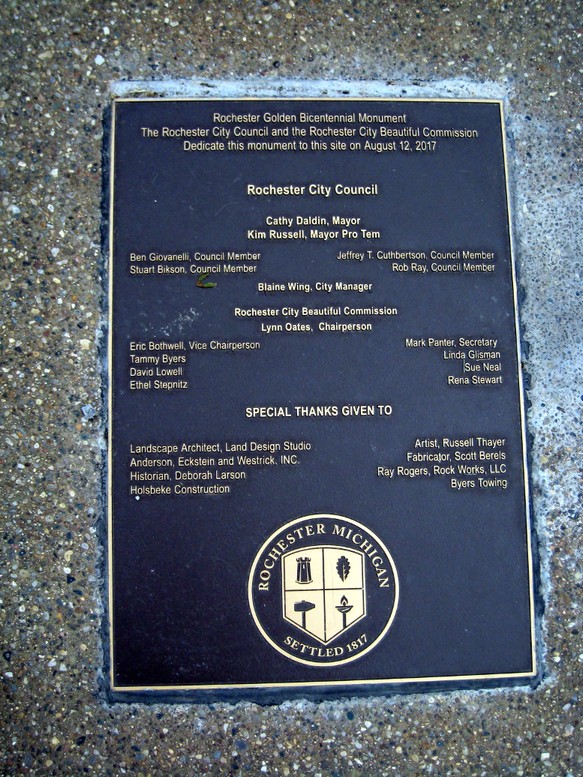 Rochester Golden Bicentennial Monument
The Rochester City Council and the Rochester City Beautiful Commission
Dedicate this monument to this site on August 12, 2017
Rochester City Council
Cathy Daldin, Mayor
Kim Russell, Mayor Pro Tem
Ben Giovanelli, Council Member
Stuart Bikson, Council Member
Jeffrey T. Cuthbertson, Council Member
Rob Ray, Council Member
Blaine Wing, City Manager
Rochester City Beautiful Commission
Lynn Oates, Chairperson
Eric Bothwell, Vice Chairperson
Tammy Byers
David Lowell
Ethel Stepnitz
Mark Panter, Secretary
Linda Glisman
Sue Neal
Rena Stewart
SPECIAL THANKS GIVEN TO
Landscape Architect, Land Design Studio
Anderson, Eckstein and Westrick, INC.
Historian, Deborah Larson
Holsbeke Construction
Artist, Russell Thayer
Fabricator, Scott Berels
Ray Rogers, Rock Works, LLC
Byers Towing
ROCHESTER MICHIGAN
SETTLED 1817